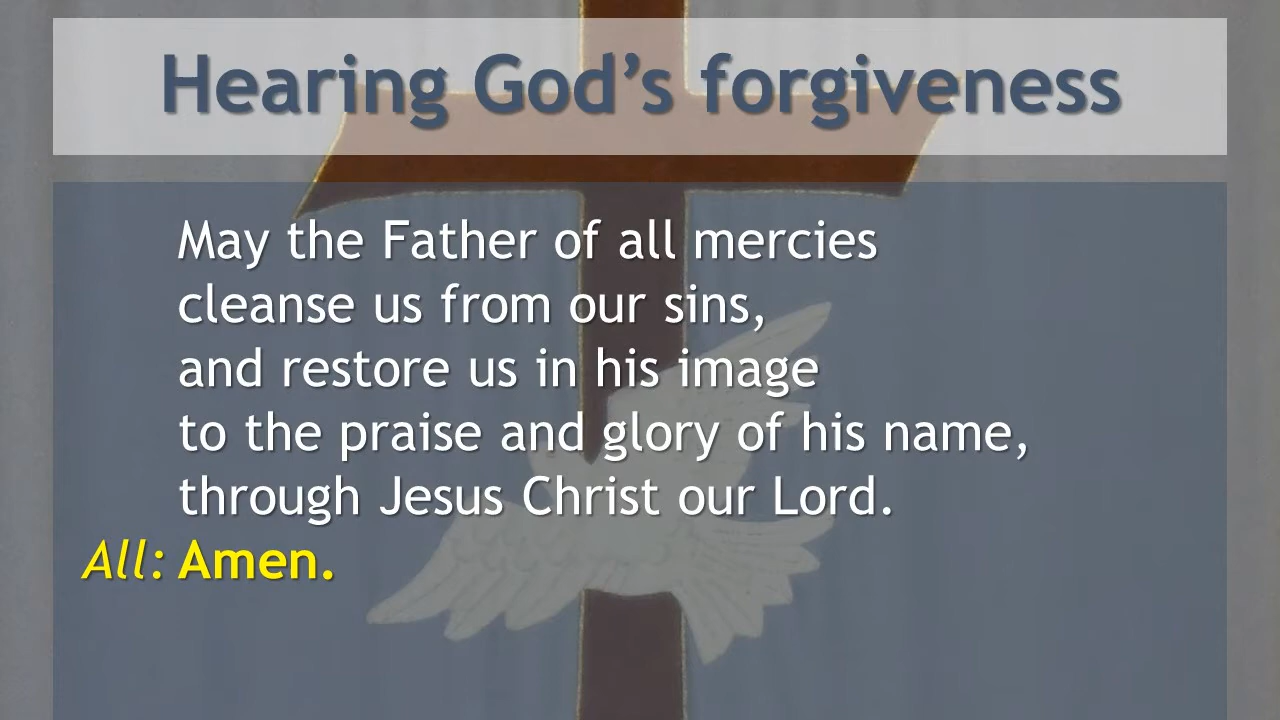 Hearing God’s forgiveness
May the Father of all mercies
cleanse us from our sins,
and restore us in his image
to the praise and glory of his name,
through Jesus Christ our Lord.
All: Amen.